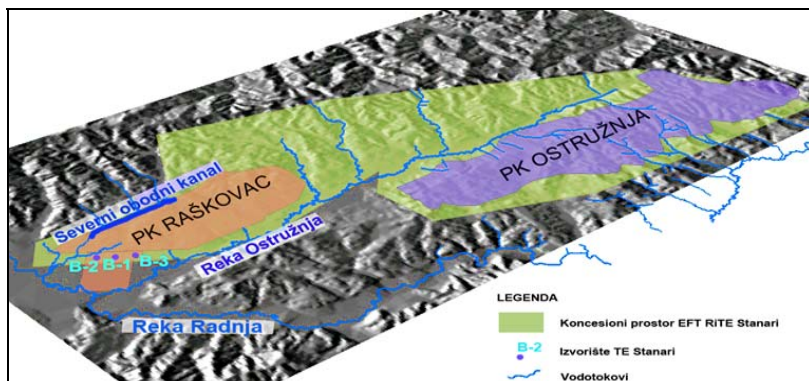 PK OSTRUŽNJA
Severni obodni kanal
PK RAŠKOVAC
Reka Ostružnja
B-2 B-1 B-3
Reka Radnja
LEGENDA
Koncesioni prostor EFT RiTE Stanari
B-2
Izvorište TE Stanari
Vodotokovi